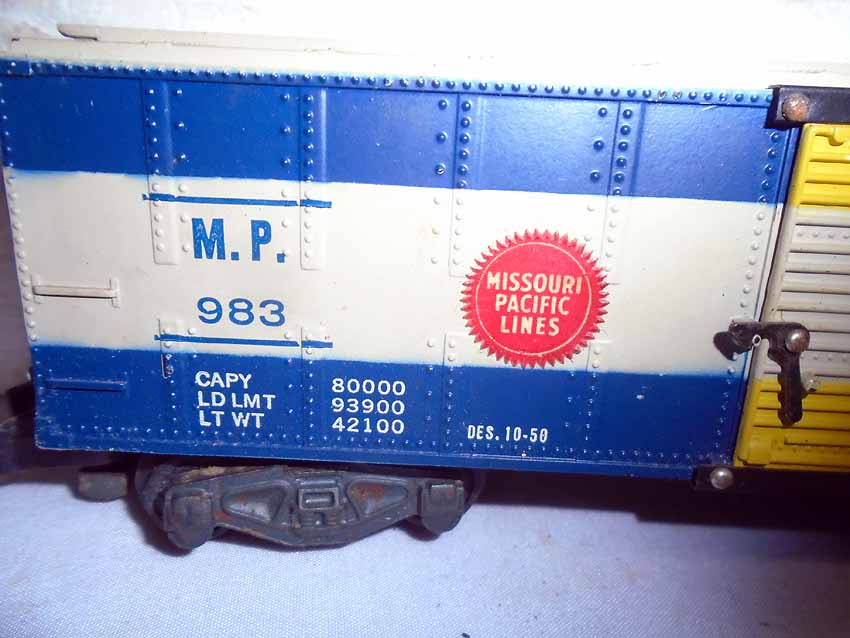 M.P.
983
CAPY 80000
LD LMT 93900
LT WT 42100
MISSOURI
PACIFIC
LINES
DES. 10-50